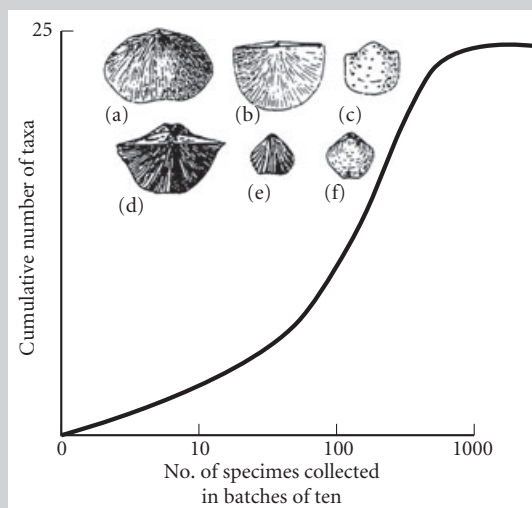 25
(a)
(b)
(c)
(d)
(e)
(f)
Cumulative number of taxa
0
10
100
1000
No. of specimes collected
in batches of ten